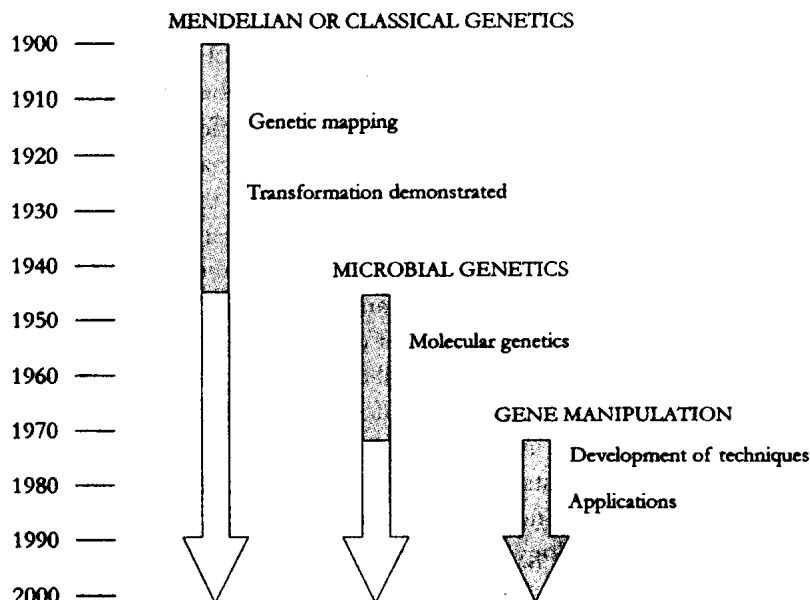 MENDELIAN OR CLASSICAL GENETICS
1900
1910
Genetic mapping
1920
Transformation demonstrated
1930
1940
MICROBIAL GENETICS
1950
Molecular genetics
1960
GENE MANIPULATION
1970
Development of techniques
1980
Applications
1990
2000